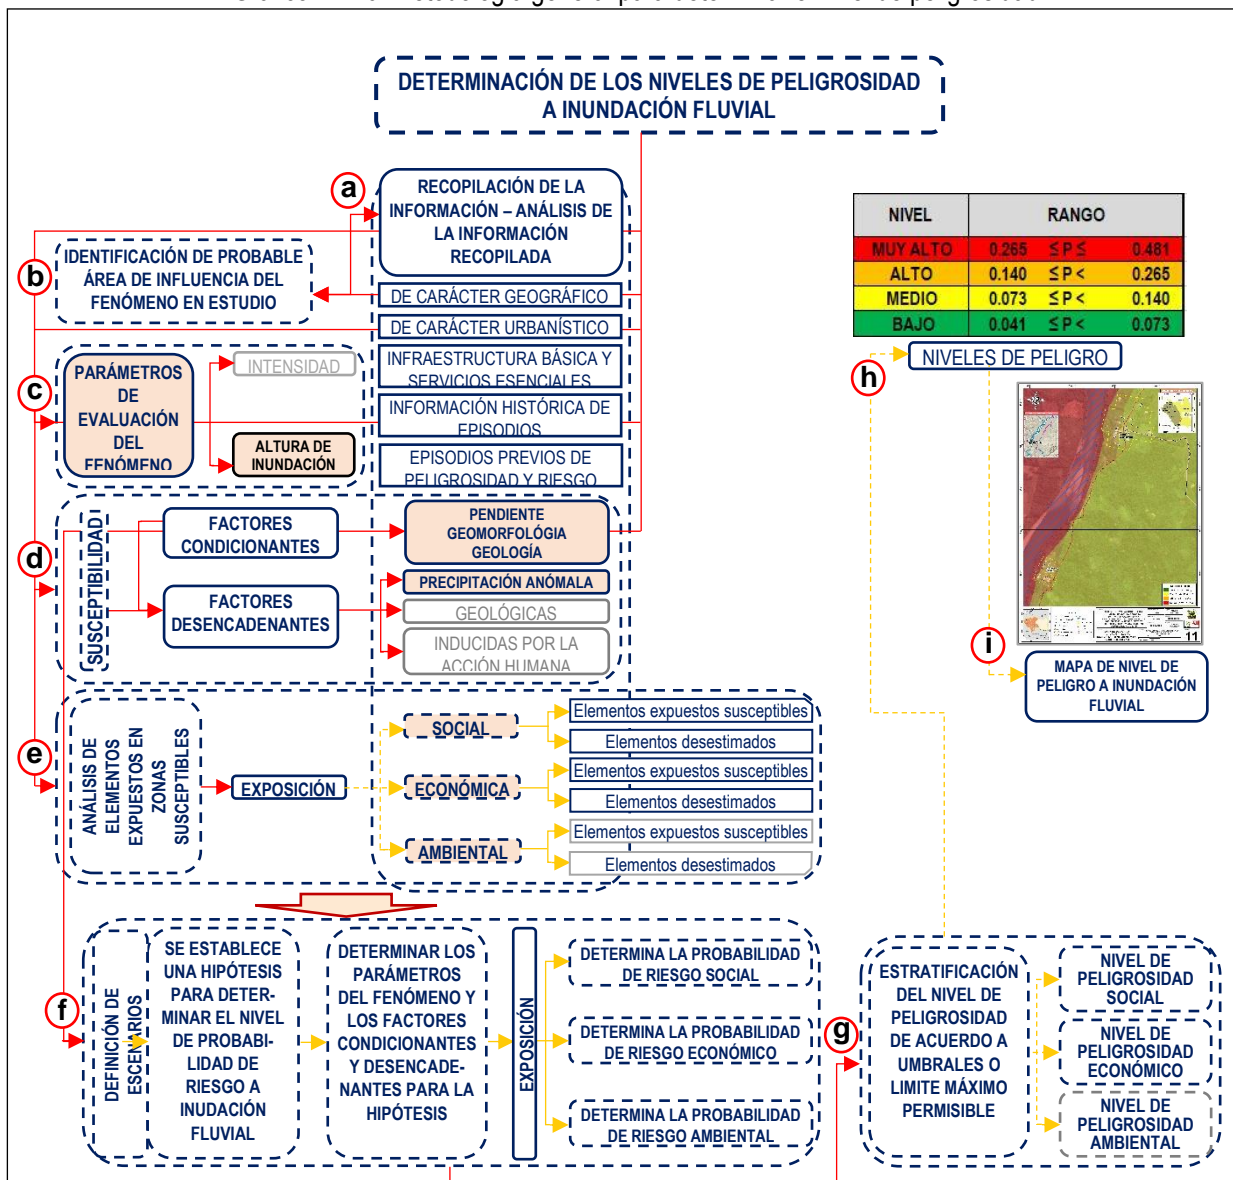 DETERMINACIÓN DE LOS NIVELES DE PELIGROSIDAD
A INUNDACIÓN FLUVIAL
a
RECOPILACIÓN DE LA
INFORMACIÓN – ANÁLISIS DE
LA INFORMACIÓN
RECOPILADA
b
IDENTIFICACIÓN DE PROBABLE
ÁREA DE INFLUENCIA DEL
FENÓMENO EN ESTUDIO
DE CARÁCTER GEOGRÁFICO
DE CARÁCTER URBANÍSTICO
INFRAESTRUCTURA BÁSICA Y
SERVICIOS ESENCIALES
INFORMACIÓN HISTÓRICA DE
EPISODIOS
EPISODIOS PREVIOS DE
PELIGROSIDAD Y RIESGO
c
PARÁMETROS
DE
EVALUACIÓN
DEL
FENÓMENO
INTENSIDAD
ALTURA DE
INUNDACIÓN
d
SUSCEPTIBILIDAD
FACTORES
CONDICIONANTES
PENDIENTE
GEOMORFOLÓGIA
GEOLOGÍA
FACTORES
DESENCADENANTES
PRECIPITACIÓN ANÓMALA
GEOLÓGICAS
INDUCIDAS POR LA
ACCIÓN HUMANA
e
ANÁLISIS DE
ELEMENTOS
EXPUESTOS EN
ZONAS
SUSCEPTIBLES
EXPOSICIÓN
SOCIAL
Elementos expuestos susceptibles
Elementos desestimados
ECONÓMICA
Elementos expuestos susceptibles
Elementos desestimados
AMBIENTAL
Elementos expuestos susceptibles
Elementos desestimados
f
DEFINICIÓN DE
ESCENARIOS
SE ESTABLECE
UNA HIPÓTESIS
PARA DETER-
MINAR EL NIVEL
DE PROBABI-
LIDAD DE
RIESGO A
INUDACIÓN
FLUVIAL
DETERMINAR LOS
PARÁMETROS
DEL FENÓMENO Y
LOS FACTORES
CONDICIONANTES
Y DESENCADE-
NANTES PARA LA
HIPÓTESIS
EXPOSICIÓN
DETERMINA LA PROBABILIDAD
DE RIESGO SOCIAL
DETERMINA LA PROBABILIDAD
DE RIESGO ECONÓMICO
DETERMINA LA PROBABILIDAD
DE RIESGO AMBIENTAL
g
ESTRATIFICACIÓN
DEL NIVEL DE
PELIGROSIDAD
DE ACUERDO A
UMBRALES O
LIMITE MÁXIMO
PERMISIBLE
NIVEL DE
PELIGROSIDAD
SOCIAL
NIVEL DE
PELIGROSIDAD
ECONÓMICO
NIVEL DE
PELIGROSIDAD
AMBIENTAL
NIVEL RANGO
MUY ALTO 0.265 ≤ P ≤ 0.481
ALTO 0.140 ≤ P < 0.265
MEDIO 0.073 ≤ P < 0.140
BAJO 0.041 ≤ P < 0.073
h
NIVELES DE PELIGRO
11
i
MAPA DE NIVEL DE
PELIGRO A INUNDACIÓN
FLUVIAL